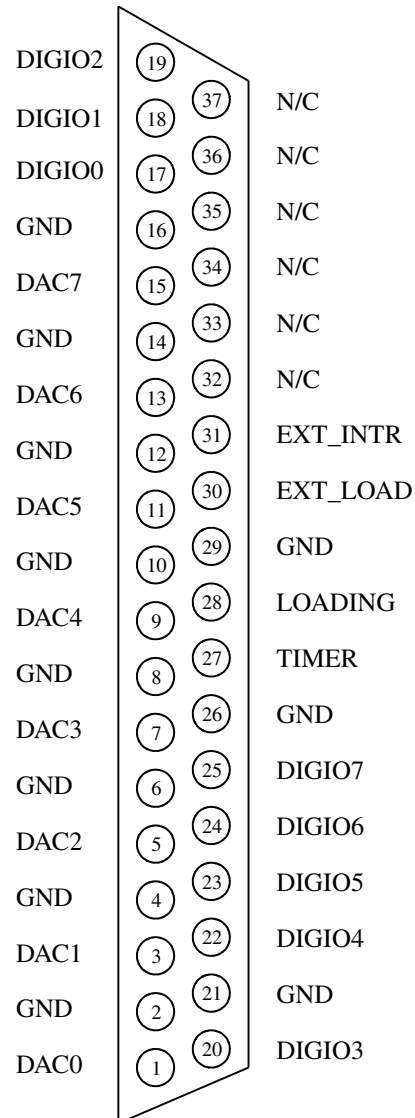 DIGIO2 19
37 N/C
DIGIO1 18
36 N/C
DIGIO0 17
35 N/C
GND 16
34 N/C
DAC7 15
33 N/C
GND 14
32 N/C
DAC6 13
31 EXT_INTR
GND 12
30 EXT_LOAD
DAC5 11
29 GND
GND 10
28 LOADING
DAC4 9
27 TIMER
GND 8
26 GND
DAC3 7
25 DIGIO7
GND 6
24 DIGIO6
DAC2 5
23 DIGIO5
GND 4
22 DIGIO4
DAC1 3
21 GND
GND 2
20 DIGIO3
DAC0 1